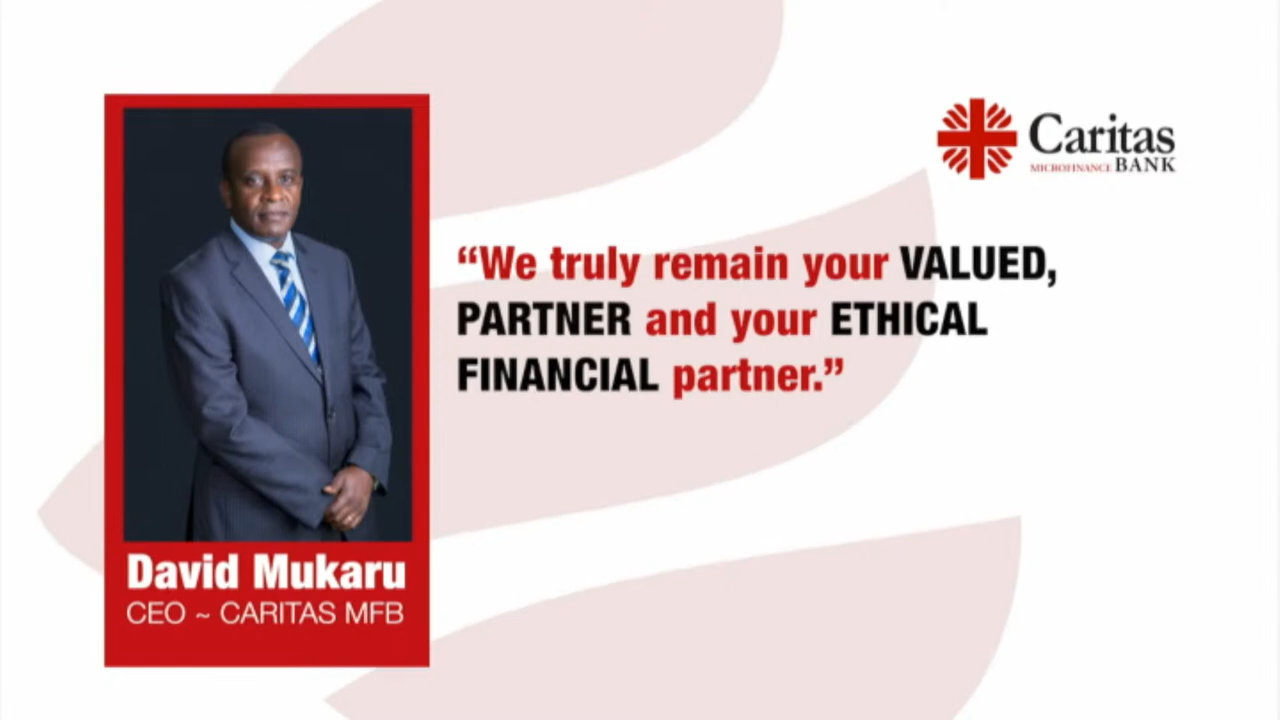 Caritas
MICROFINANCE BANK
“We truly remain your VALUED,
PARTNER and your ETHICAL
FINANCIAL partner.”
David Mukaru
CEO ~ CARITAS MFB